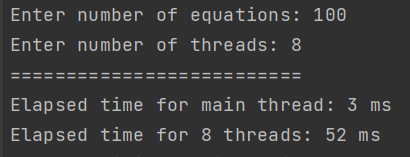 Enter number of equations: 100
Enter number of threads: 8
==========================
Elapsed time for main thread: 3 ms
Elapsed time for 8 threads: 52 ms